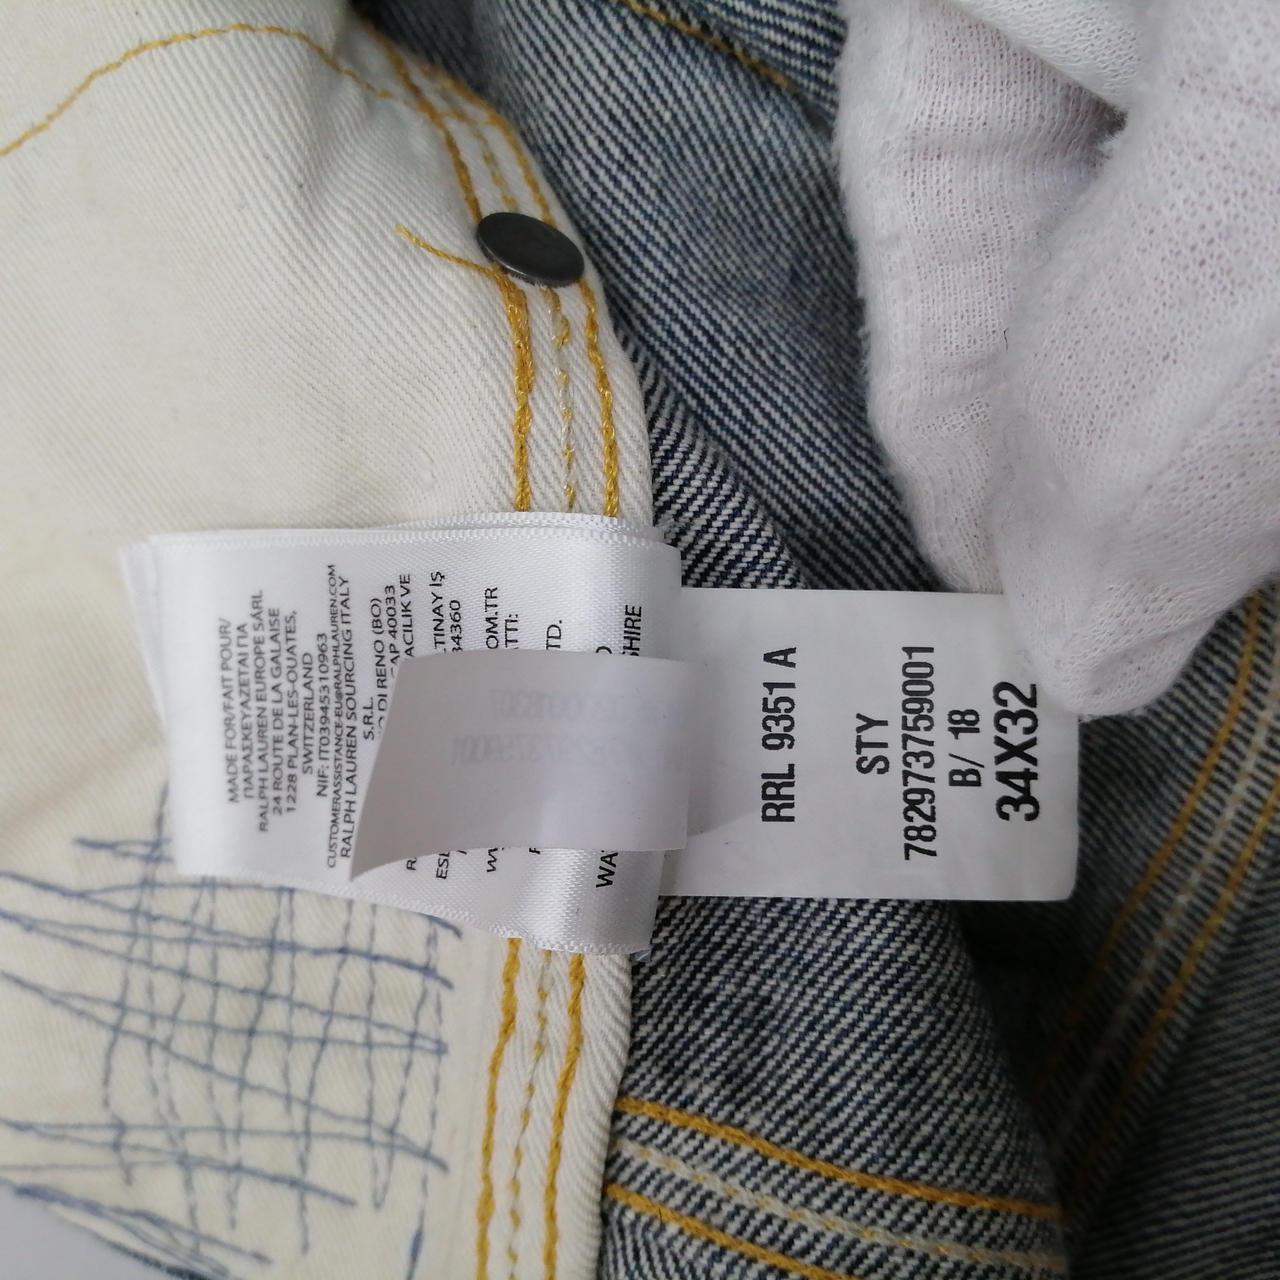 MADE FOR/FAIT POUR/
ΠΑΡΑΣΚΕΥΑΖΕΤΑΙ ΓΙΑ
RALPH LAUREN EUROPE SÁRL
24 ROUTE DE LA GALAISE
1228 PLAN-LES-OUATES,
SWITZERLAND
NIF: IT03945310963
CUSTOMERASSISTANCE-EU@RALPHLAUREN.COM
RALPH LAUREN SOURCING ITALY
S.R.L.
DI RENO (BO)
CAP 40033
ACILIK VE
TINAY İŞ
34360
OM.TR
TTI:
TD.
SHIRE
RRL 9351 A
STY
782973759001
B/ 18
34X32